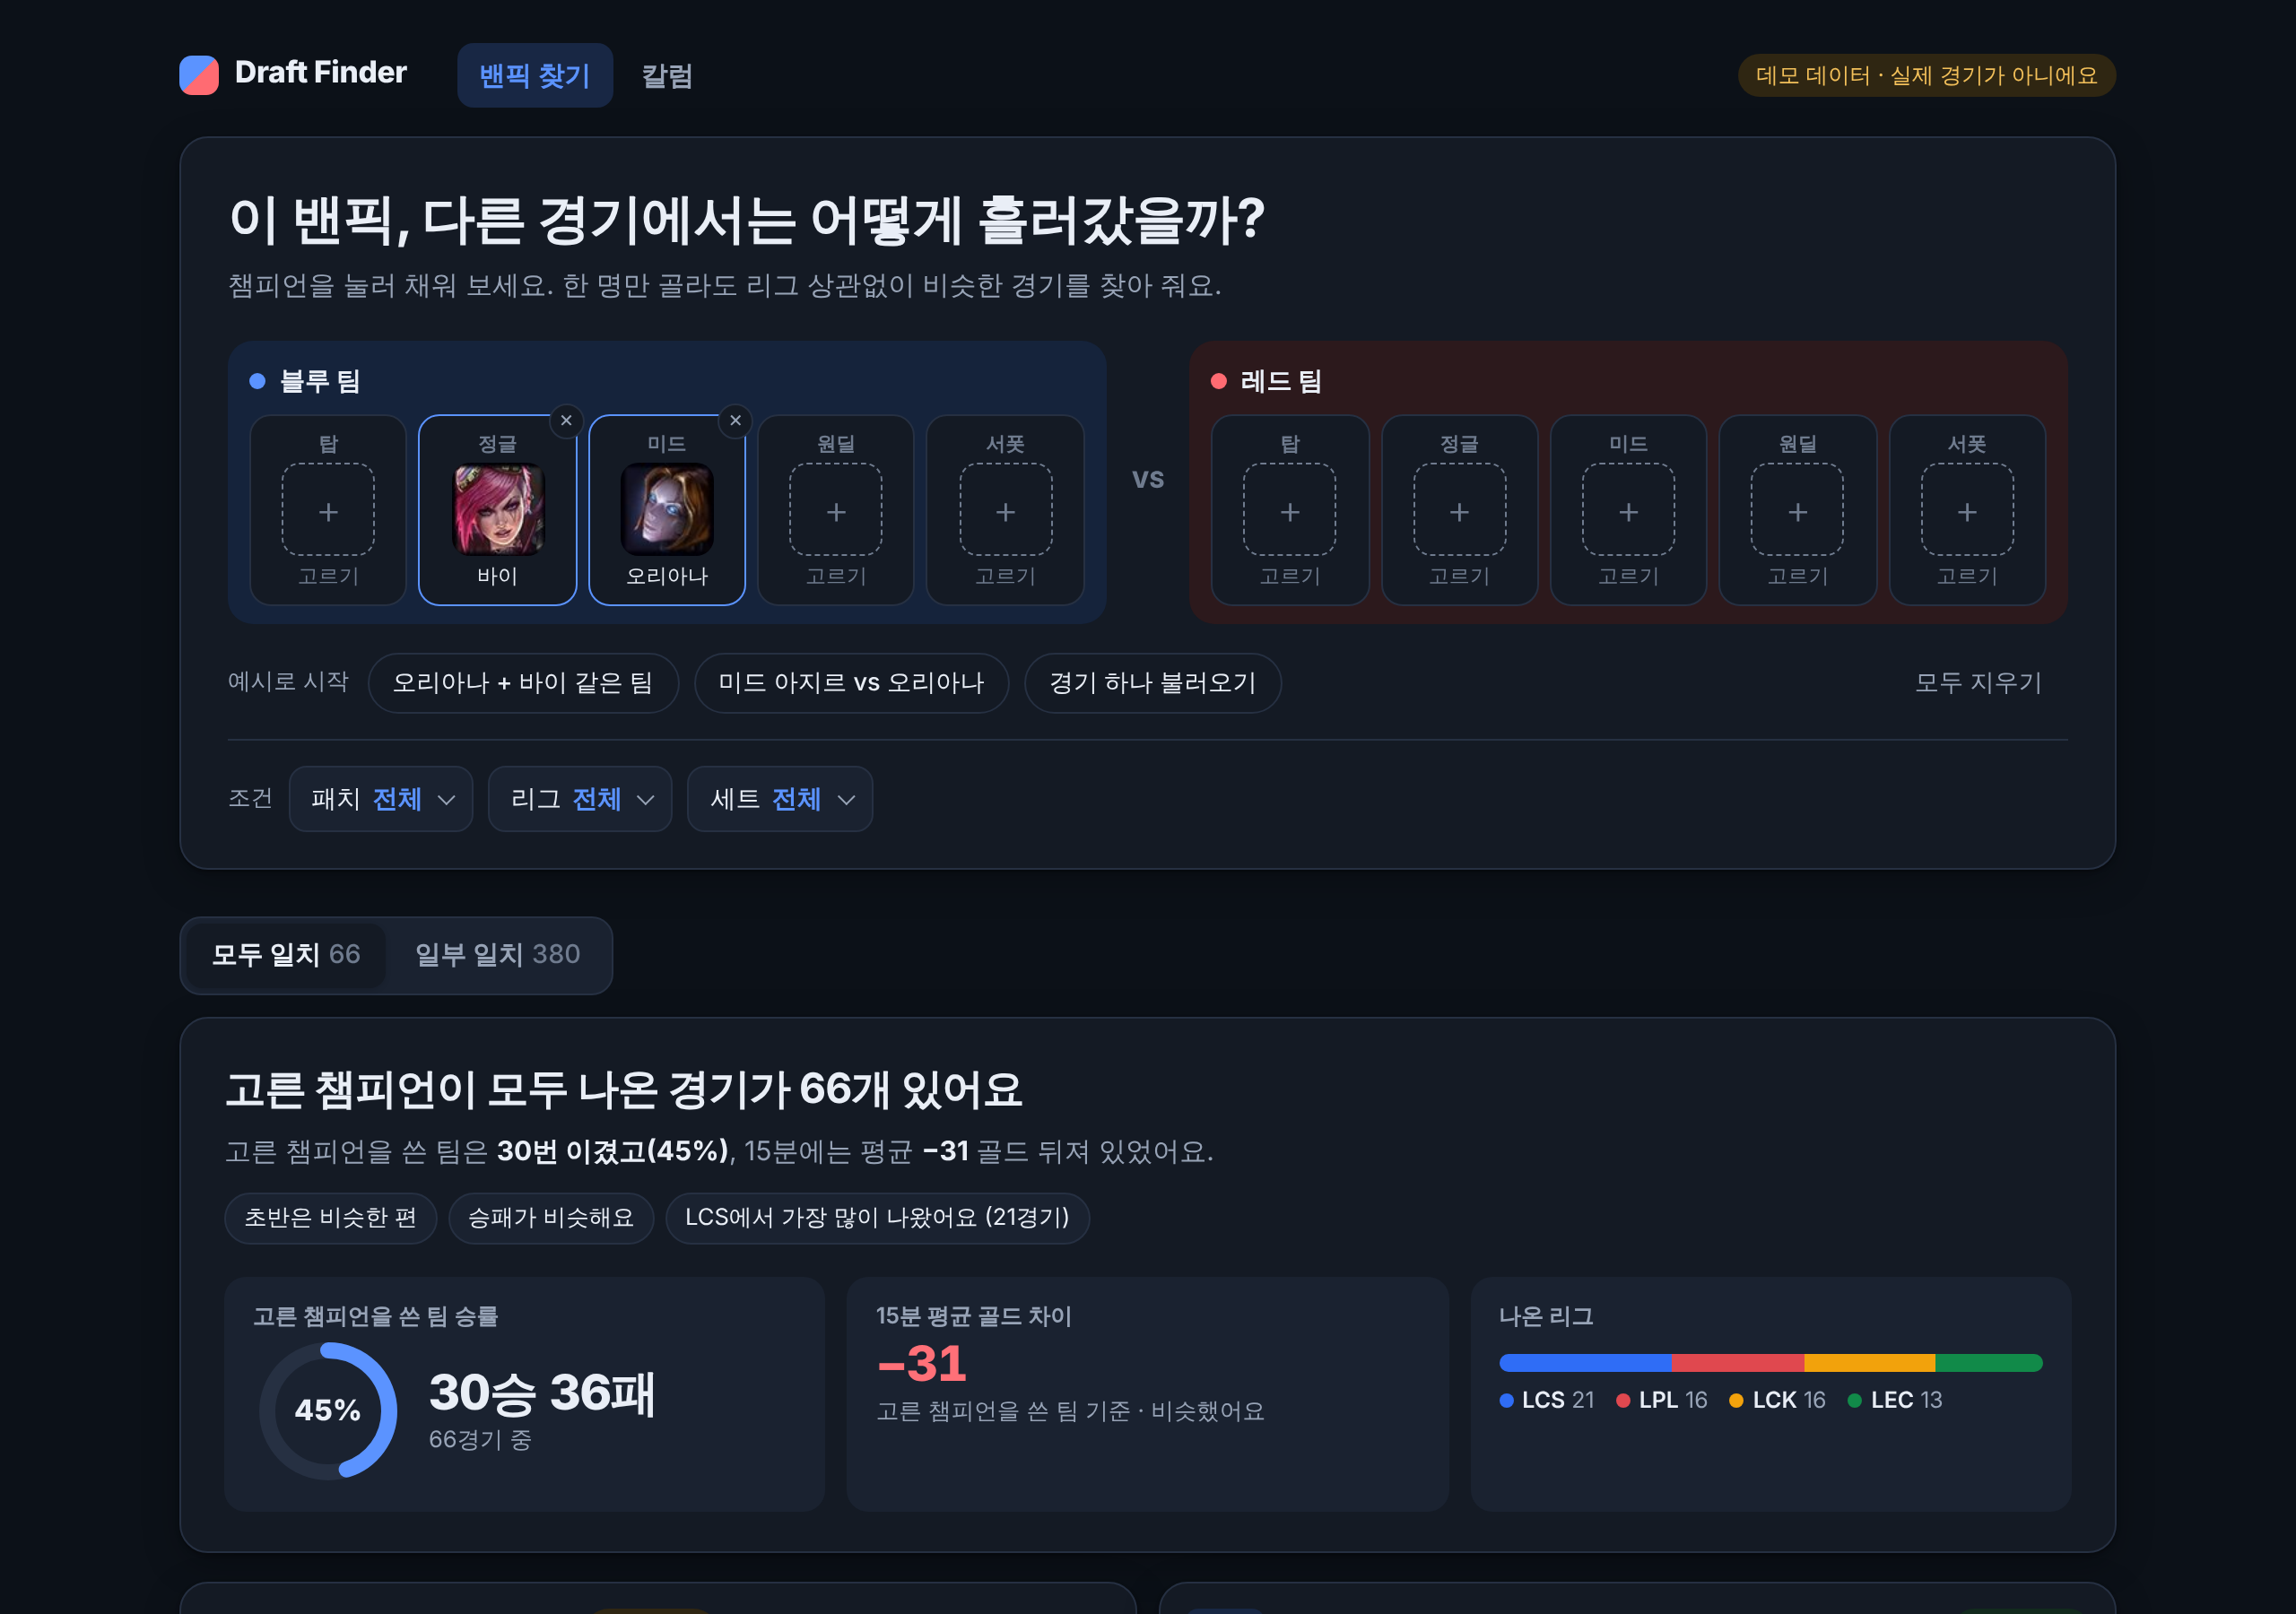 Draft Finder
밴픽 찾기
칼럼
데모 데이터 · 실제 경기가 아니에요
이 밴픽, 다른 경기에서는 어떻게 흘러갔을까?
챔피언을 눌러 채워 보세요. 한 명만 골라도 리그 상관없이 비슷한 경기를 찾아 줘요.
블루 팀
탑 정글 미드 원딜 서폿
+ × × + +
고르기 바이 오리아나 고르기 고르기
vs
레드 팀
탑 정글 미드 원딜 서폿
+ + + + +
고르기 고르기 고르기 고르기 고르기
예시로 시작 오리아나 + 바이 같은 팀 미드 아지르 vs 오리아나 경기 하나 불러오기 모두 지우기
조건 패치 전체 리그 전체 세트 전체
모두 일치 66 일부 일치 380
고른 챔피언이 모두 나온 경기가 66개 있어요
고른 챔피언을 쓴 팀은 30번 이겼고(45%), 15분에는 평균 −31 골드 뒤져 있었어요.
초반은 비슷한 편 승패가 비슷해요 LCS에서 가장 많이 나왔어요 (21경기)
고른 챔피언을 쓴 팀 승률
45%
30승 36패
66경기 중
15분 평균 골드 차이
−31
고른 챔피언을 쓴 팀 기준 · 비슷했어요
나온 리그
LCS 21 LPL 16 LCK 16 LEC 13